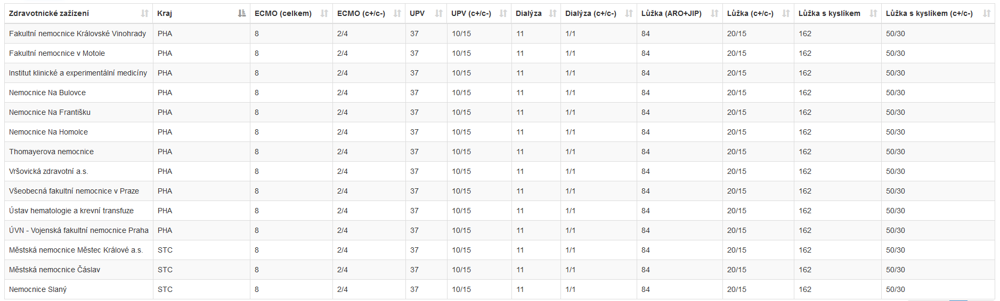 Zdravotnické zažízení Kraj ECMO (celkem) ECMO (c+/c-) UPV UPV (c+/c-) Dialýza Dialýza (c+/c-) Lůžka (ARO+JIP) Lůžka (c+/c-) Lůžka s kyslíkem Lůžka s kyslíkem (c+/c-)
Fakultní nemocnice Královské Vinohrady PHA 8 2/4 37 10/15 11 1/1 84 20/15 162 50/30
Fakultní nemocnice v Motole PHA 8 2/4 37 10/15 11 1/1 84 20/15 162 50/30
Institut klinické a experimentální medicíny PHA 8 2/4 37 10/15 11 1/1 84 20/15 162 50/30
Nemocnice Na Bulovce PHA 8 2/4 37 10/15 11 1/1 84 20/15 162 50/30
Nemocnice Na Františku PHA 8 2/4 37 10/15 11 1/1 84 20/15 162 50/30
Nemocnice Na Homolce PHA 8 2/4 37 10/15 11 1/1 84 20/15 162 50/30
Thomayerova nemocnice PHA 8 2/4 37 10/15 11 1/1 84 20/15 162 50/30
Vršovická zdravotní a.s. PHA 8 2/4 37 10/15 11 1/1 84 20/15 162 50/30
Všeobecná fakultní nemocnice v Praze PHA 8 2/4 37 10/15 11 1/1 84 20/15 162 50/30
Ústav hematologie a krevní transfuze PHA 8 2/4 37 10/15 11 1/1 84 20/15 162 50/30
ÚVN - Vojenská fakultní nemocnice Praha PHA 8 2/4 37 10/15 11 1/1 84 20/15 162 50/30
Městská nemocnice Městec Králové a.s. STC 8 2/4 37 10/15 11 1/1 84 20/15 162 50/30
Městská nemocnice Čáslav STC 8 2/4 37 10/15 11 1/1 84 20/15 162 50/30
Nemocnice Slaný STC 8 2/4 37 10/15 11 1/1 84 20/15 162 50/30